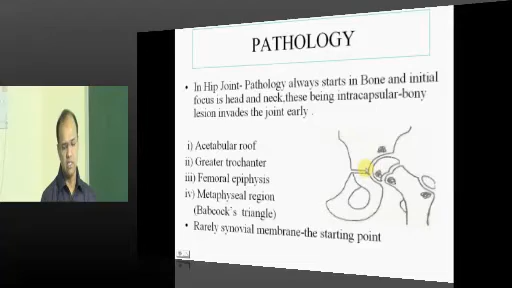 PATHOLOGY
• In Hip Joint- Pathology always starts in Bone and initial
focus is head and neck,these being intracapsular-bony
lesion invades the joint early .
i) Acetabular roof
ii) Greater trochanter
iii) Femoral epiphysis
iv) Metaphyseal region
(Babcock`s triangle)
• Rarely synovial membrane-the starting point